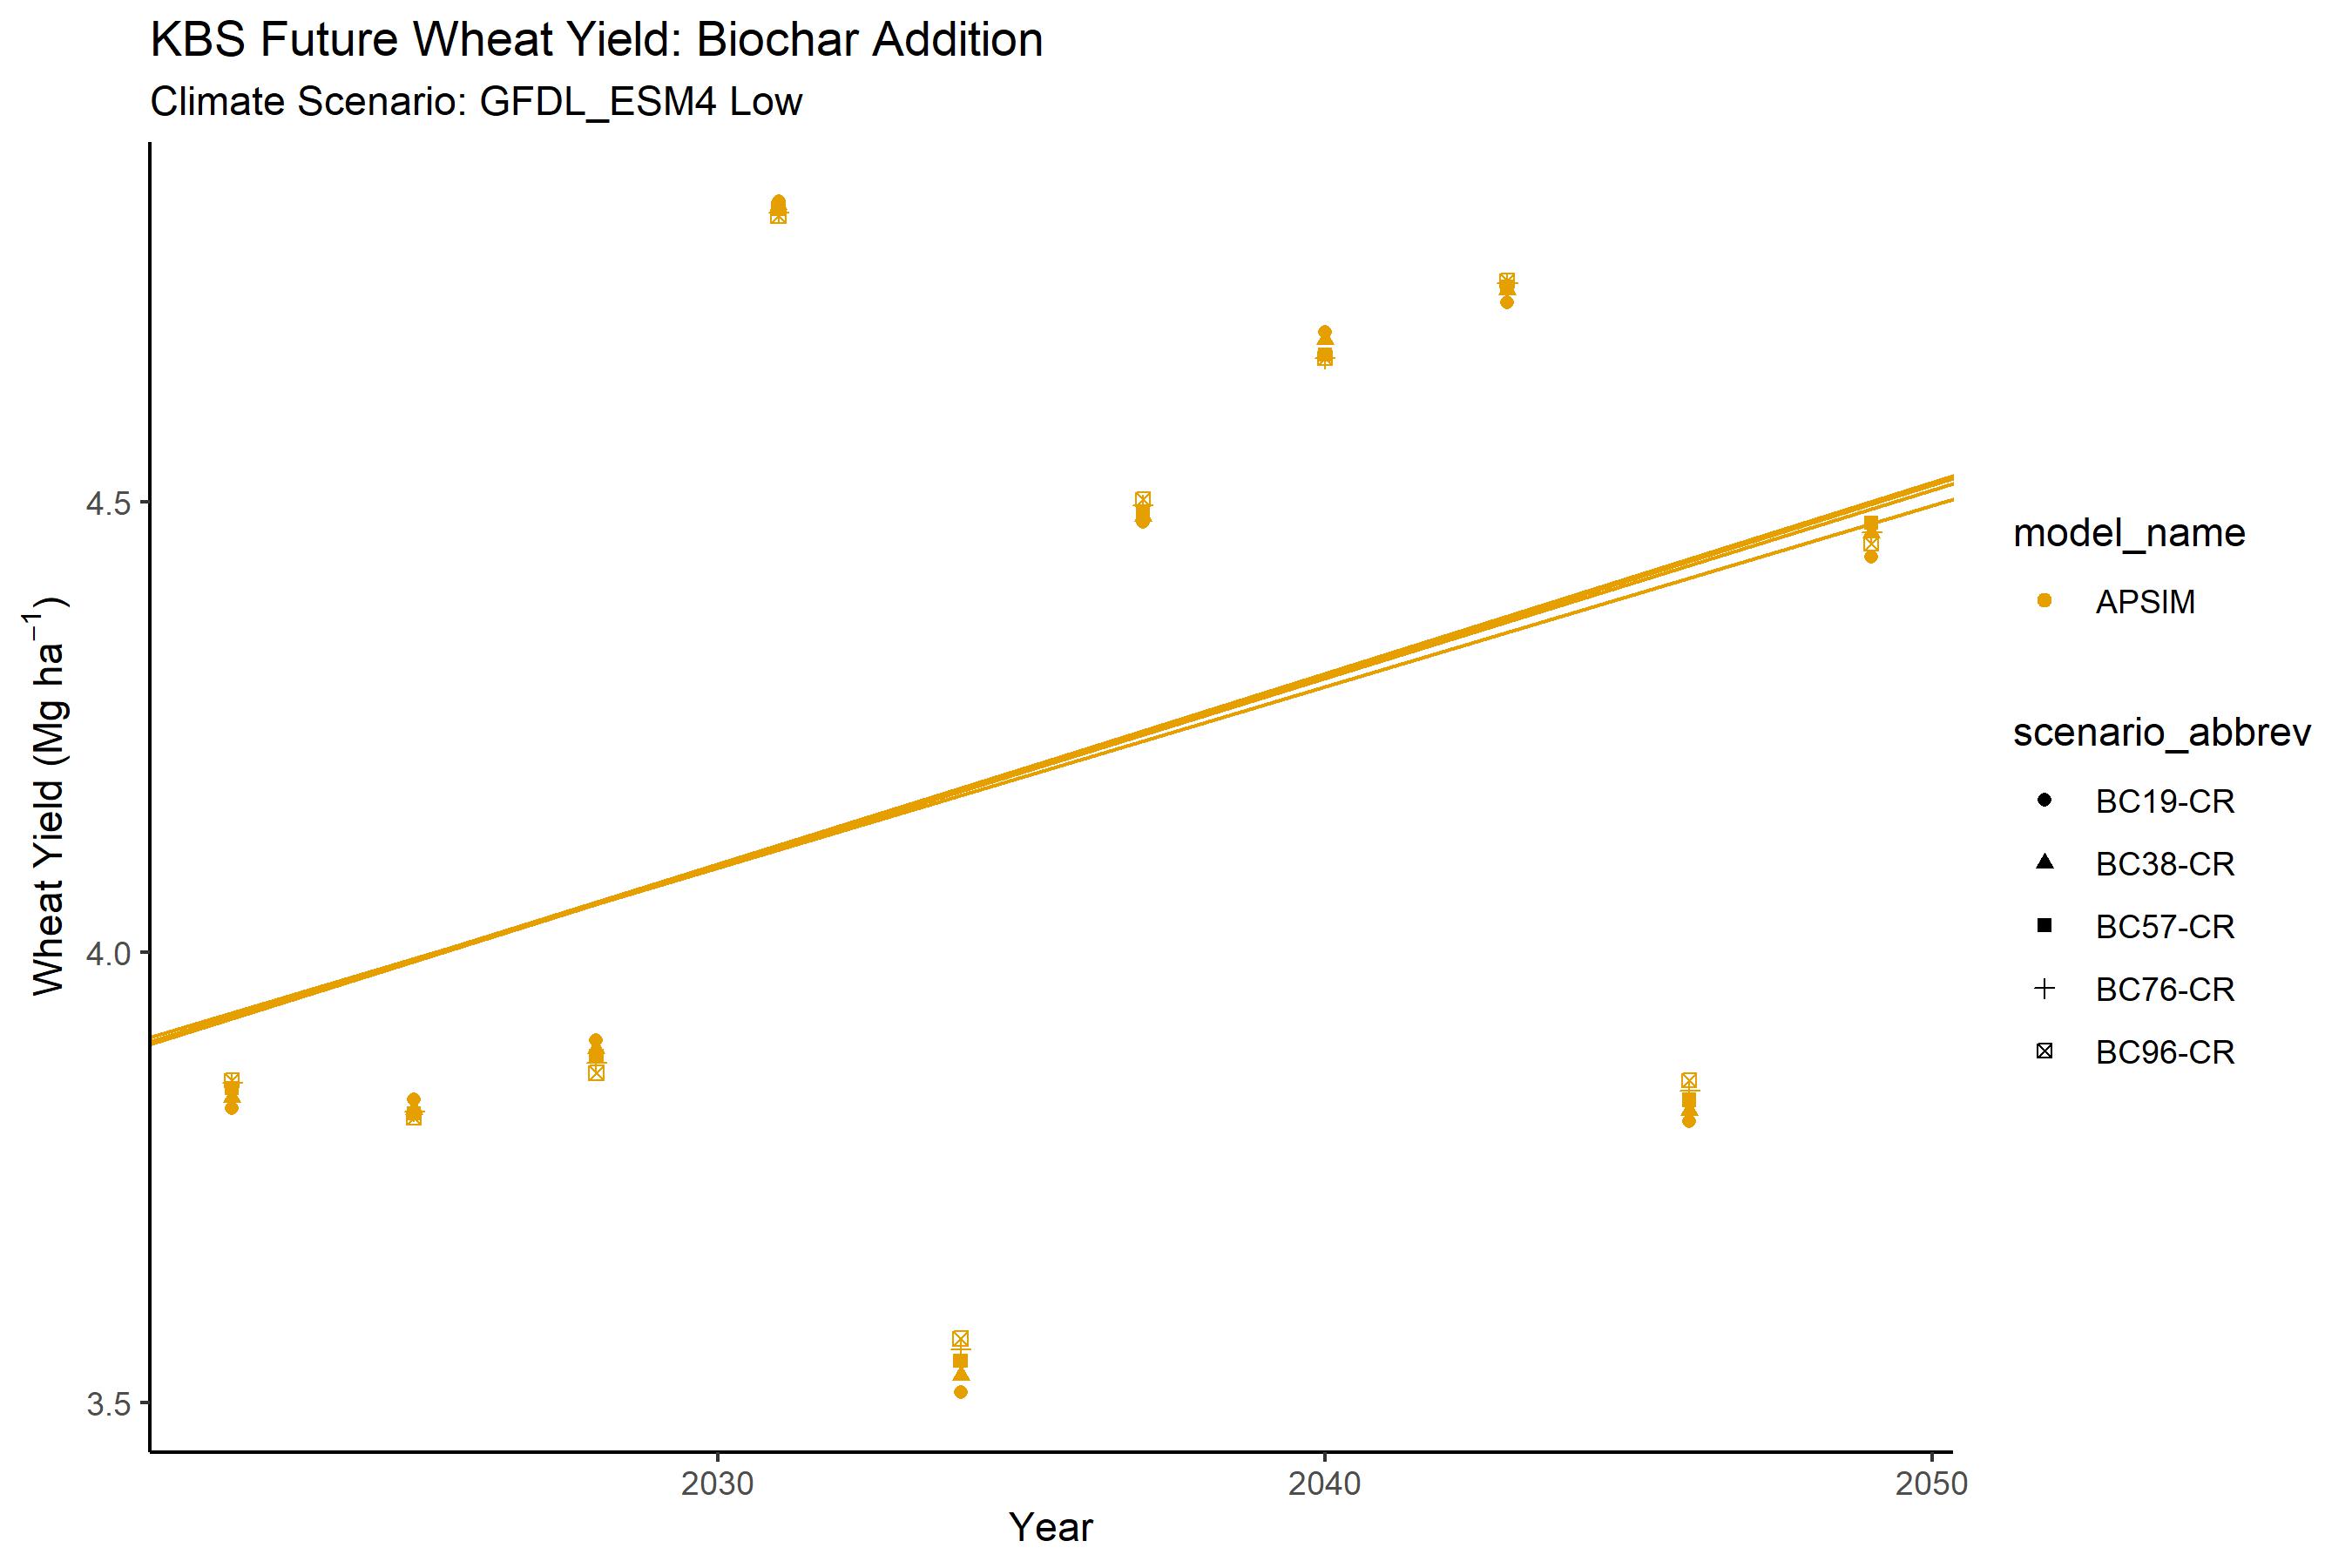 KBS Future Wheat Yield: Biochar Addition
Climate Scenario: GFDL_ESM4 Low
Wheat Yield (Mg ha⁻¹)
4.5
4.0
3.5
2030
2040
2050
Year
model_name
APSIM
scenario_abbrev
BC19-CR
BC38-CR
BC57-CR
BC76-CR
BC96-CR